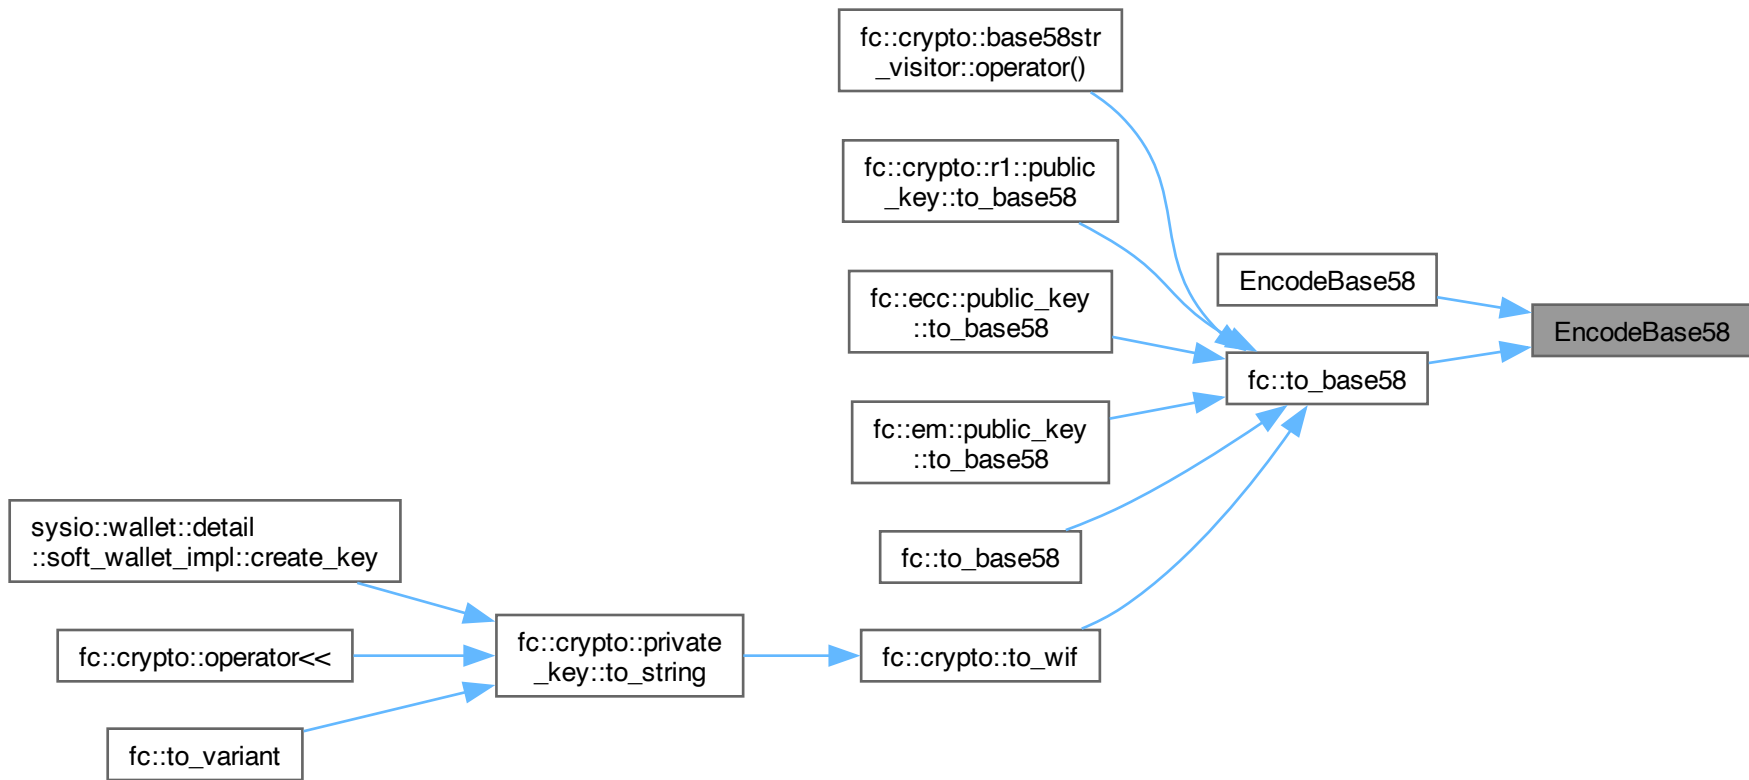 fc::crypto::base58str
_visitor::operator()
fc::crypto::r1::public
_key::to_base58
EncodeBase58
fc::ecc::public_key
::to_base58
EncodeBase58
fc::to_base58
fc::em::public_key
::to_base58
sysio::wallet::detail
::soft_wallet_impl::create_key
fc::to_base58
fc::crypto::operator<<
fc::crypto::private
_key::to_string
fc::crypto::to_wif
fc::to_variant